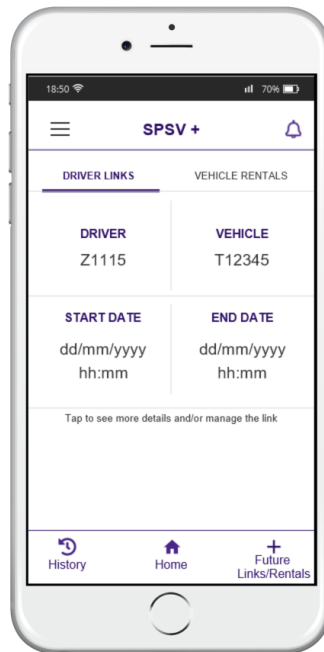 18:50 70%
SPSV +
DRIVER LINKS VEHICLE RENTALS
DRIVER VEHICLE
Z1115 T12345
START DATE END DATE
dd/mm/yyyy dd/mm/yyyy
hh:mm hh:mm
Tap to see more details and/or manage the link
History Home Future
Links/Rentals